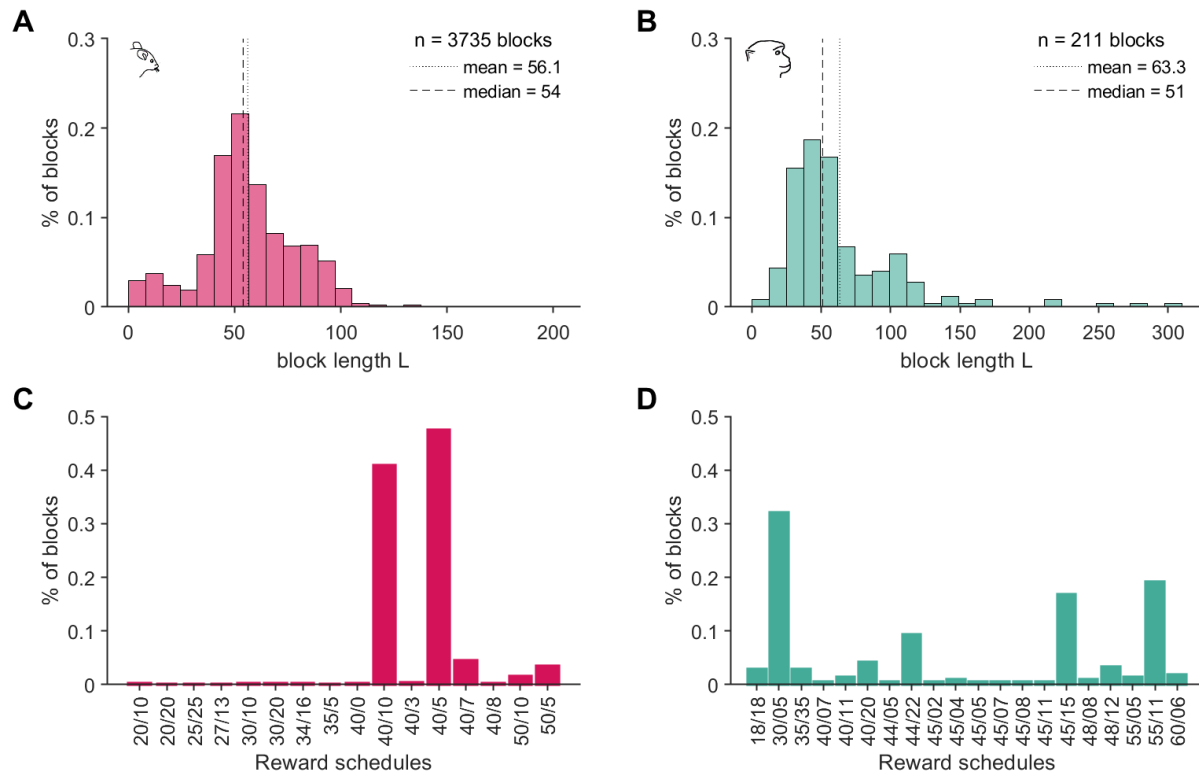 A
n = 3735 blocks
mean = 56.1
median = 54
0.3
0.2
0.1
0
% of blocks
0 50 100 150 200
block length L
B
n = 211 blocks
mean = 63.3
median = 51
0.3
0.2
0.1
0
% of blocks
0 50 100 150 200 250 300
block length L
C
0.5
0.4
0.3
0.2
0.1
0
% of blocks
20/10 20/20 25/25 27/13 30/10 30/20 34/16 35/5 40/0 40/10 40/3 40/5 40/7 40/8 50/10 50/5
Reward schedules
D
0.5
0.4
0.3
0.2
0.1
0
% of blocks
18/18 30/05 35/35 40/07 40/11 40/20 44/05 44/22 45/02 45/04 45/05 45/07 45/08 45/11 45/15 48/08 48/12 55/05 55/11 60/06
Reward schedules